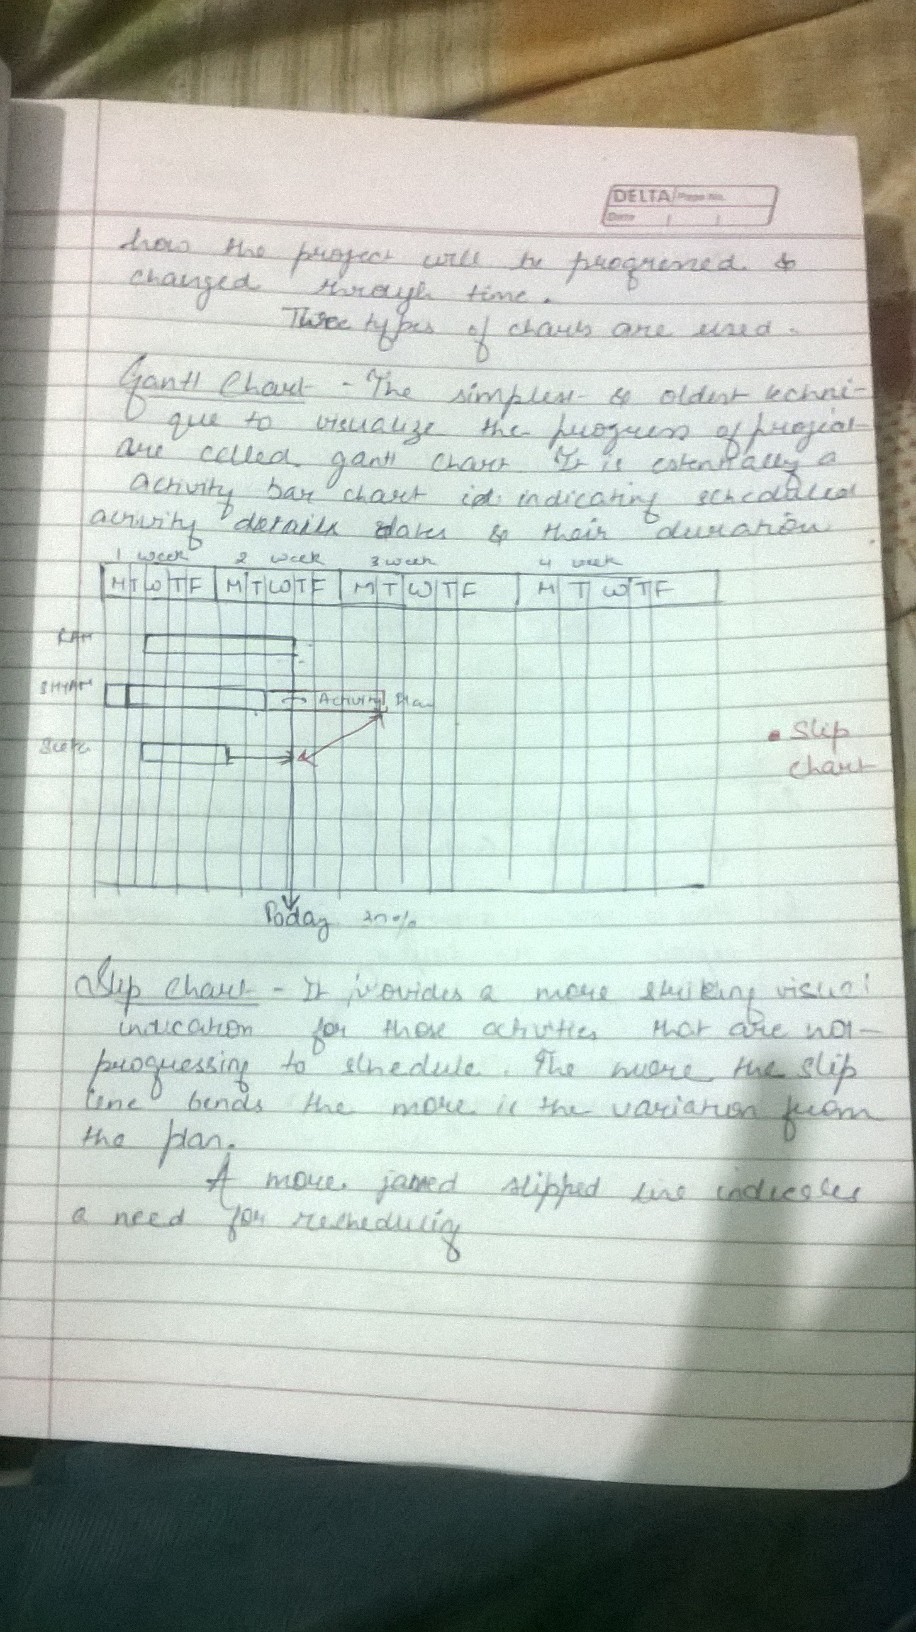 DELTA Page No.
Date
how the project will be progressed &
changed through time.
Three types of charts are used.
Gantt Chart - The simplest & oldest techni-
que to visualize the progress of project
are called gantt chart. It is essentially a
activity bar chart indicating scheduled
activity details dates & their duration
1 week 2 week 3 week 4 week
M T W T F M T W T F M T W T F M T W T F
RAM
SHYAM Activity Plan
• Slip
chart
Today
Slip Chart - It provides a more striking visual
indication for those activities that are not
progressing to schedule. The more the slip
line bends the more is the variation from
the plan.
A more slipped line indicates
a need for rescheduling